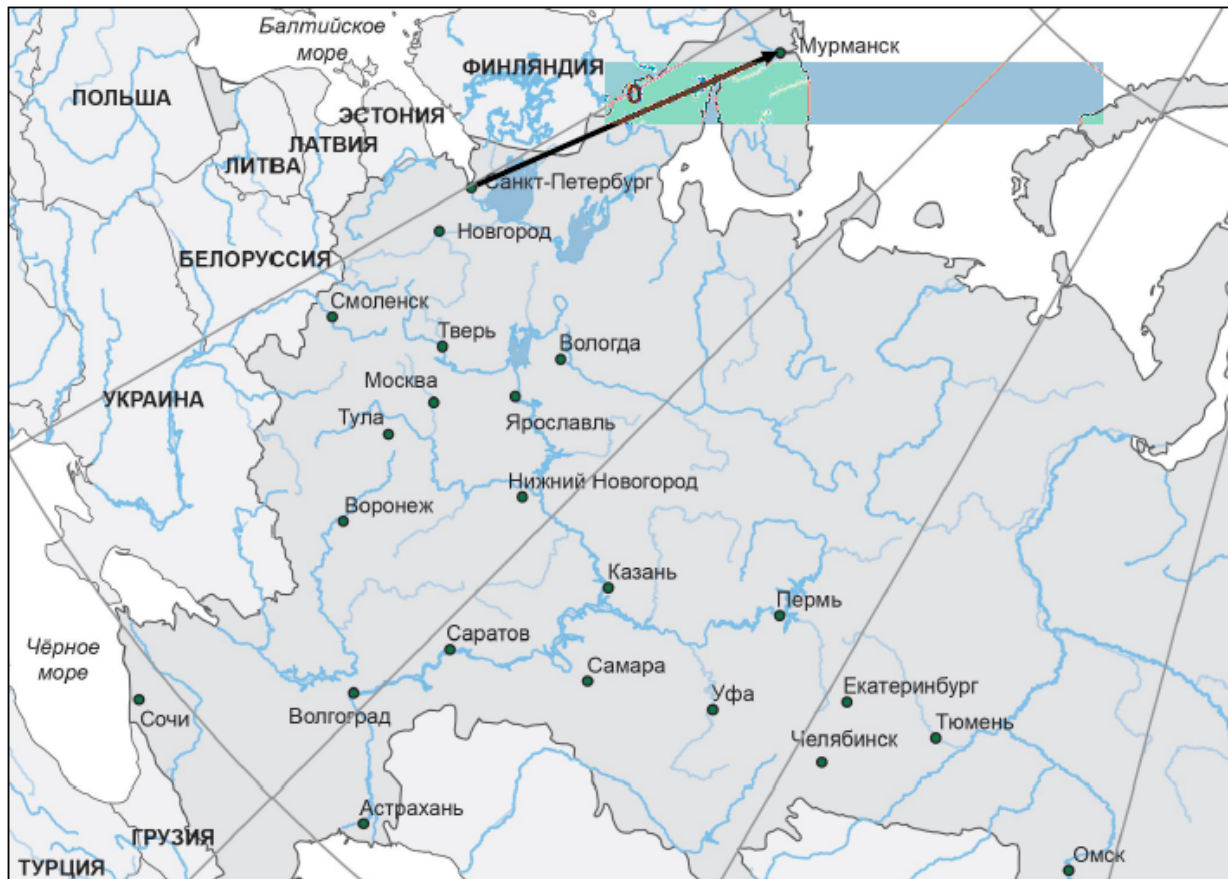 Балтийское
море
Мурманск
ФИНЛЯНДИЯ
0
ПОЛЬША
ЭСТОНИЯ
ЛАТВИЯ
ЛИТВА
Санкт-Петербург
Новгород
БЕЛОРУССИЯ
Смоленск
Тверь
Вологда
Москва
УКРАИНА
Тула
Ярославль
Нижний Новогород
Воронеж
Казань
Пермь
Чёрное
море
Саратов
Самара
Сочи
Волгоград
Уфа
Екатеринбург
Тюмень
Челябинск
Астрахань
ГРУЗИЯ
ТУРЦИЯ
Омск